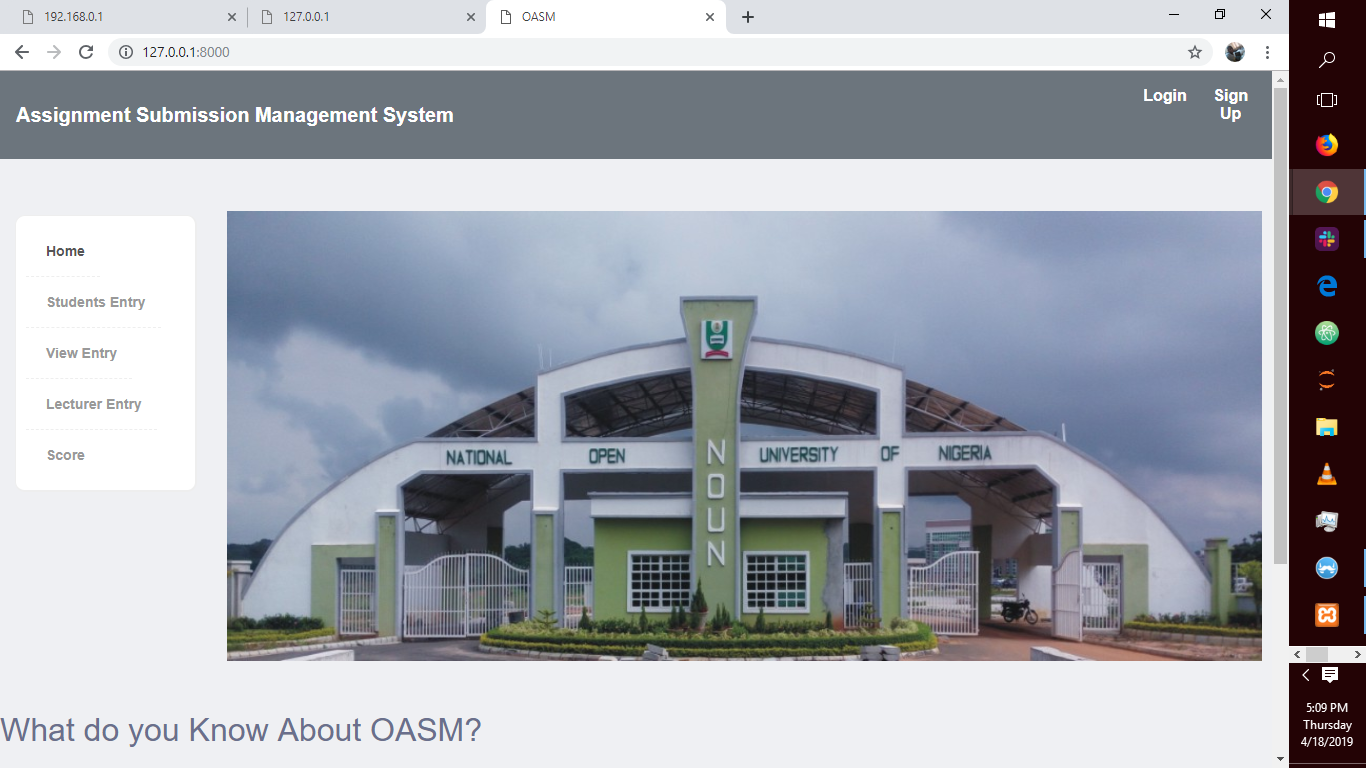 192.168.0.1
127.0.0.1
OASM
127.0.0.1:8000
Assignment Submission Management System
Login
Sign
Up
Home
Students Entry
View Entry
Lecturer Entry
Score
NATIONAL OPEN UNIVERSITY OF NIGERIA
NOUN
What do you Know About OASM?
5:09 PM
Thursday
4/18/2019